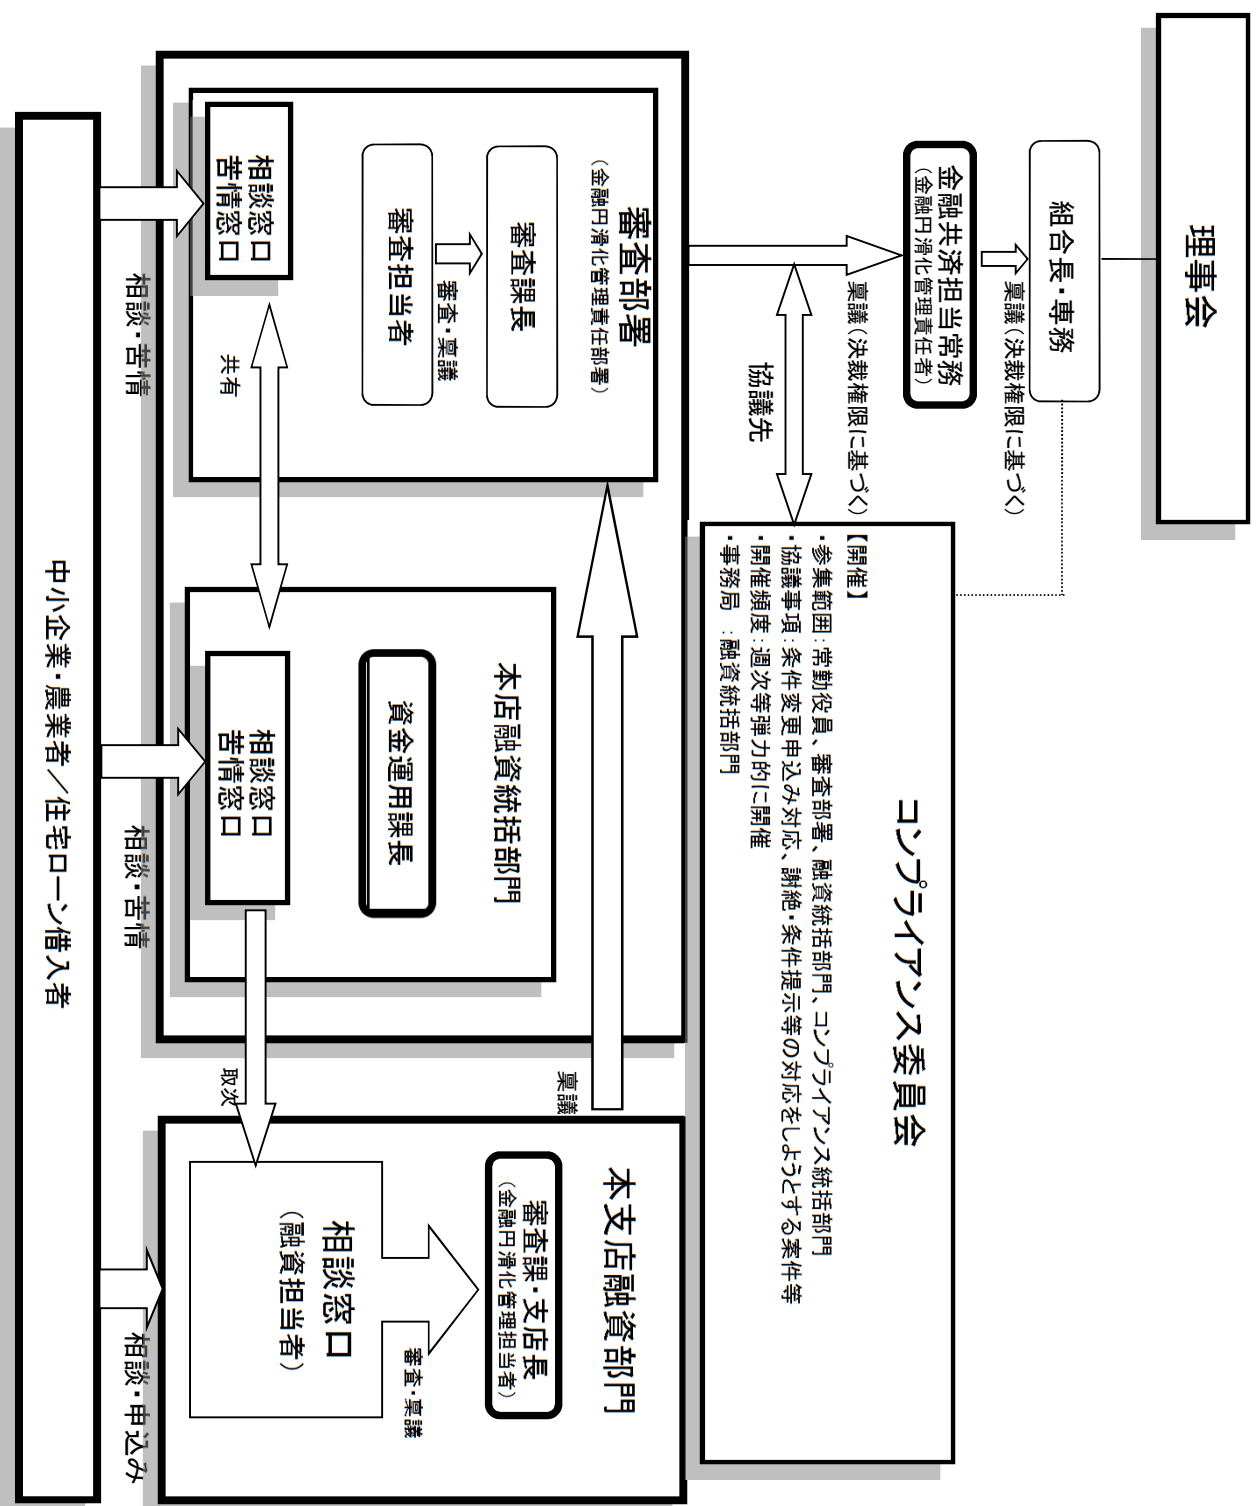 理事会
組合長・専務
稟議（決裁権限に基づく）
金融共済担当常務
（金融円滑化管理責任者）
稟議（決裁権限に基づく）
協議先
コンプライアンス委員会
【開催】
・参集範囲：常勤役員、審査部署、融資統括部門、コンプライアンス統括部門
・協議事項：条件変更申込み対応、謝絶・条件提示等の対応をしようとする案件等
・開催頻度：週次等弾力的に開催
・事務局　：融資統括部門
審査部署
（金融円滑化管理責任部署）
審査課長
審査・稟議
審査担当者
相談窓口
苦情窓口
共有
本店融資統括部門
資金運用課長
相談窓口
苦情窓口
稟議
取次
本支店融資部門
審査課・支店長
（金融円滑化管理担当者）
審査・稟議
相談窓口
（融資担当者）
相談・苦情
相談・苦情
相談・申込み
中小企業・農業者／住宅ローン借入者